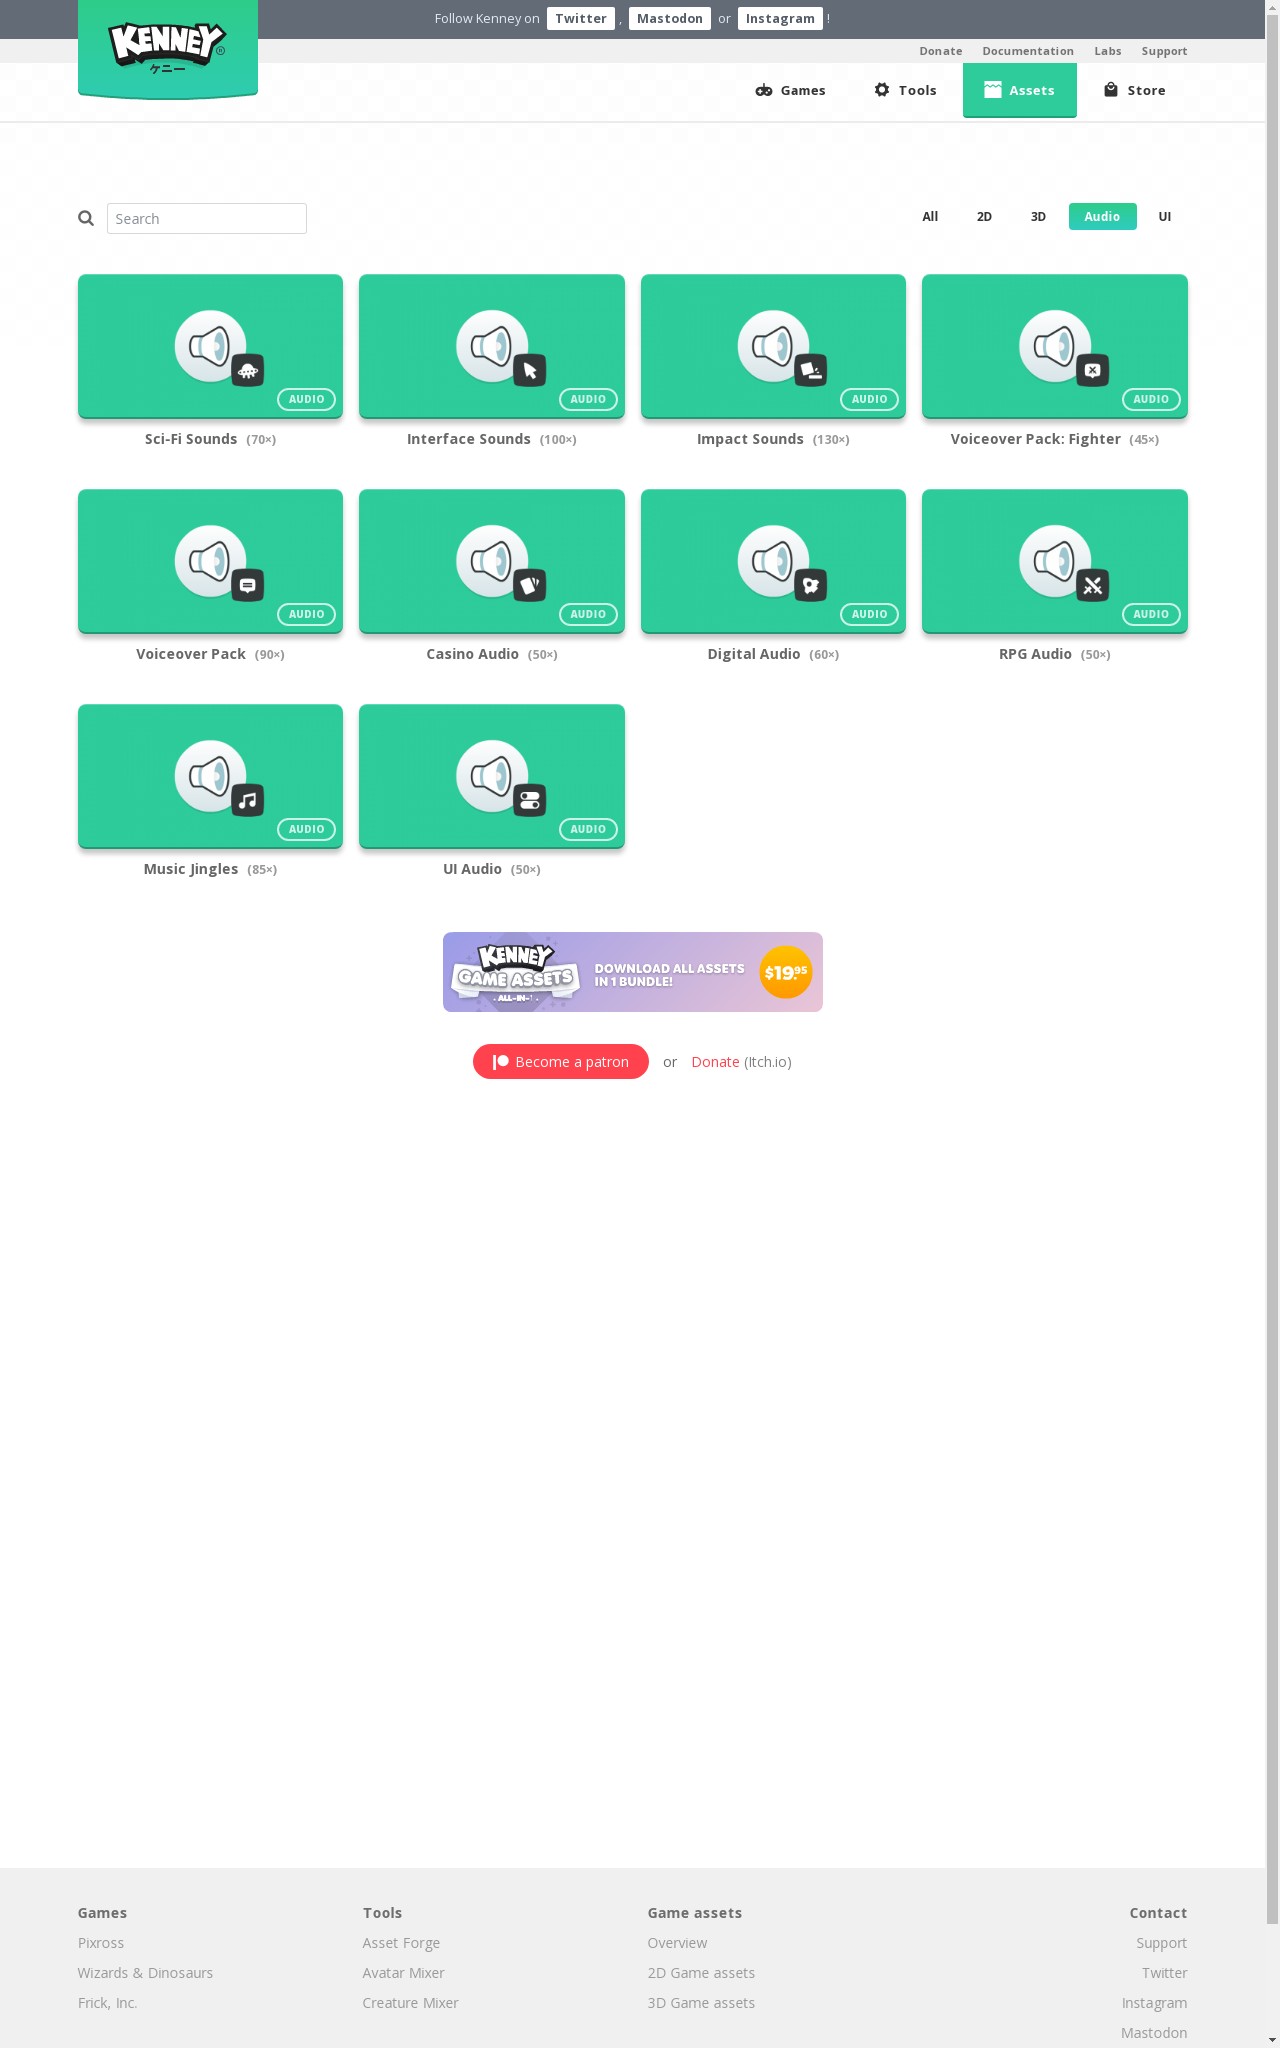 Follow Kenney on Twitter , Mastodon or Instagram !
KENNEY®
ケニー
Donate Documentation Labs Support
Games Tools Assets Store
Search
All 2D 3D Audio UI
AUDIO AUDIO AUDIO AUDIO
Sci-Fi Sounds (70×) Interface Sounds (100×) Impact Sounds (130×) Voiceover Pack: Fighter (45×)
AUDIO AUDIO AUDIO AUDIO
Voiceover Pack (90×) Casino Audio (50×) Digital Audio (60×) RPG Audio (50×)
AUDIO AUDIO
Music Jingles (85×) UI Audio (50×)
KENNEY
GAME ASSETS
- ALL-IN-1 -
DOWNLOAD ALL ASSETS
IN 1 BUNDLE!
$19.95
Become a patron or Donate (Itch.io)
Games Tools Game assets Contact
Pixross Asset Forge Overview Support
Wizards & Dinosaurs Avatar Mixer 2D Game assets Twitter
Frick, Inc. Creature Mixer 3D Game assets Instagram
Mastodon